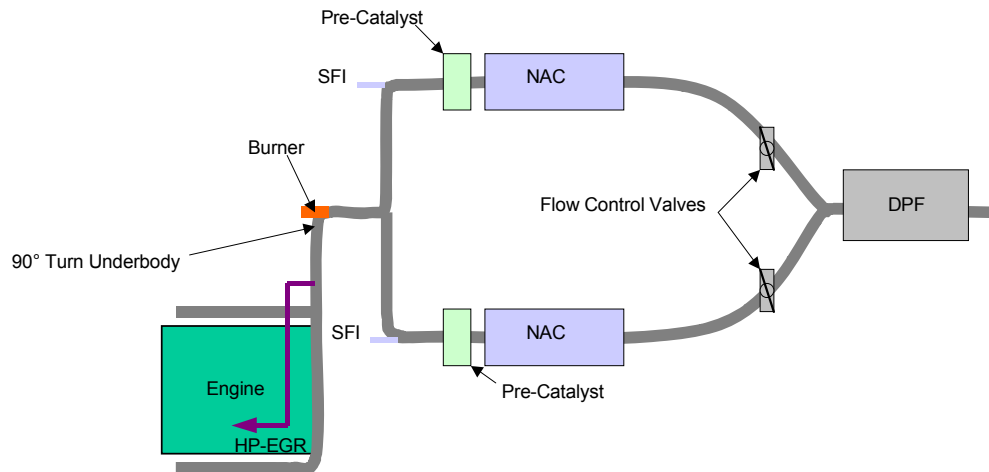 Pre-Catalyst
SFI
NAC
Burner
Flow Control Valves
DPF
90° Turn Underbody
SFI
NAC
Engine
Pre-Catalyst
HP-EGR